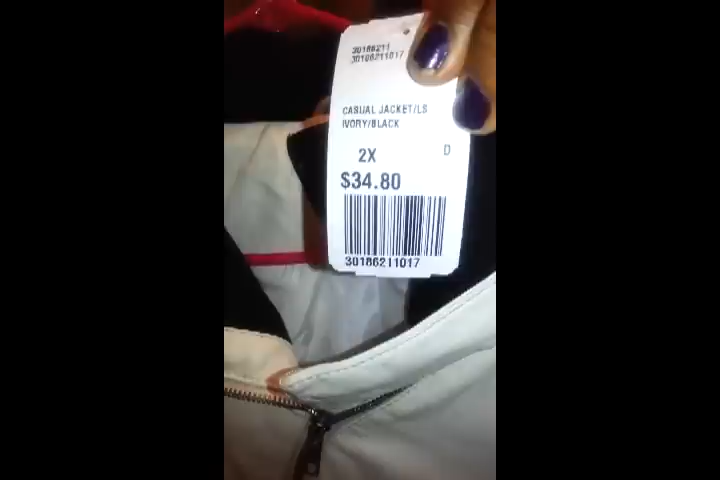 30186211
30186211017
CASUAL JACKET/LS
IVORY/BLACK
2X D
$34.80
30186211017